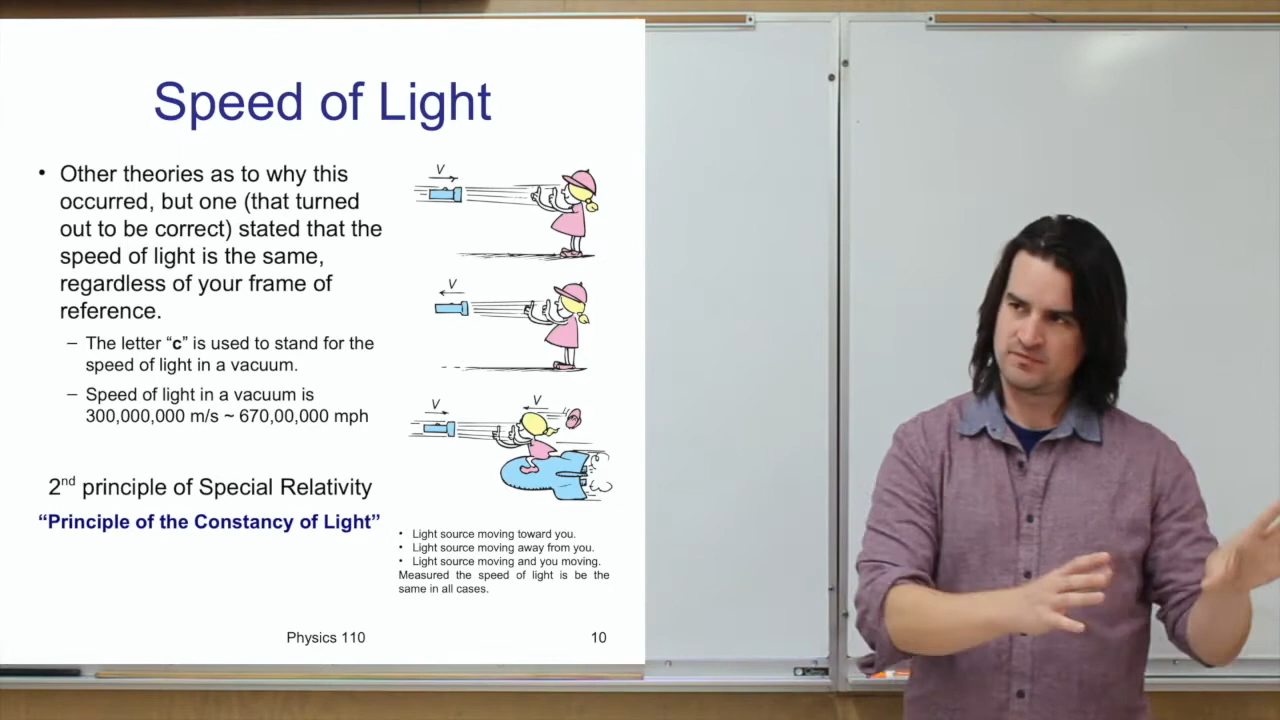 Speed of Light
• Other theories as to why this
occurred, but one (that turned
out to be correct) stated that the
speed of light is the same,
regardless of your frame of
reference.
– The letter “c” is used to stand for the
speed of light in a vacuum.
– Speed of light in a vacuum is
300,000,000 m/s ~ 670,00,000 mph
2nd principle of Special Relativity
“Principle of the Constancy of Light”
V
V
V
V
• Light source moving toward you.
• Light source moving away from you.
• Light source moving and you moving.
Measured the speed of light is be the
same in all cases.
Physics 110
10